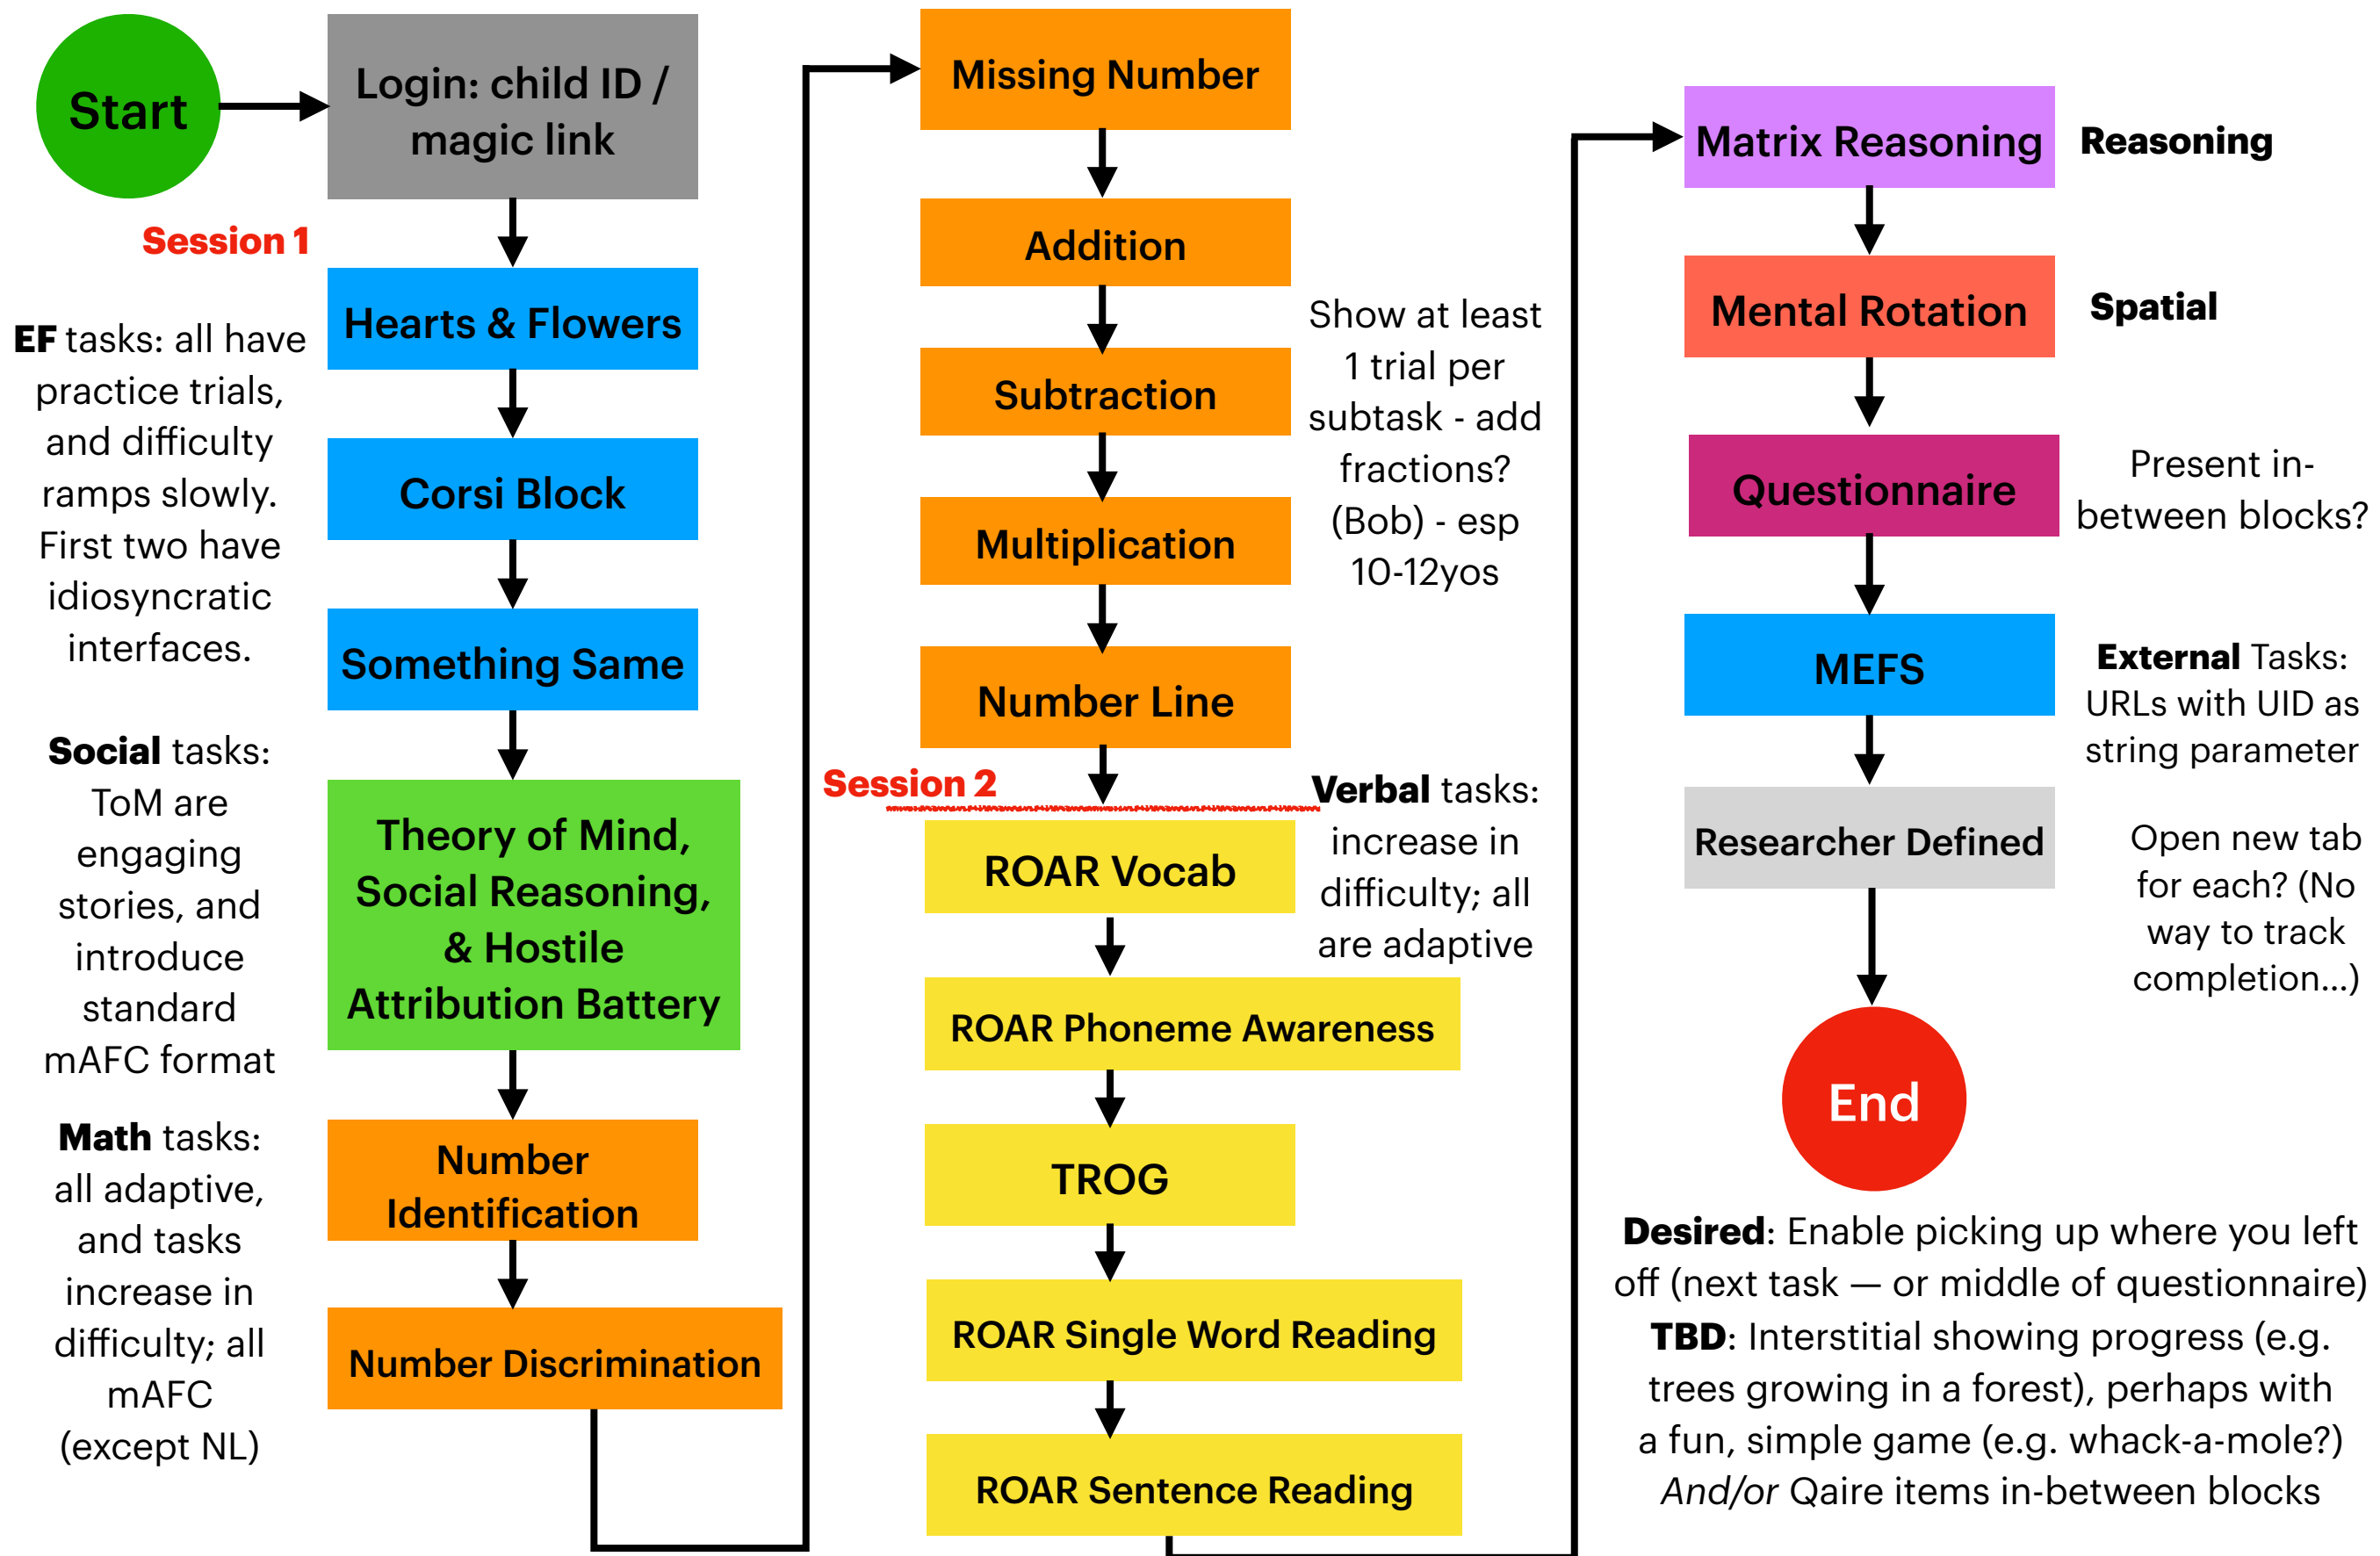 Start
Login: child ID /
magic link
Session 1
Hearts & Flowers
EF tasks: all have
practice trials,
and difficulty
ramps slowly.
First two have
idiosyncratic
interfaces.
Corsi Block
Something Same
Social tasks:
ToM are
engaging
stories, and
introduce
standard
mAFC format
Theory of Mind,
Social Reasoning,
& Hostile
Attribution Battery
Math tasks:
all adaptive,
and tasks
increase in
difficulty; all
mAFC
(except NL)
Number
Identification
Number Discrimination
Missing Number
Addition
Subtraction
Multiplication
Number Line
Show at least
1 trial per
subtask - add
fractions?
(Bob) - esp
10-12yos
Session 2
Verbal tasks:
increase in
difficulty; all
are adaptive
ROAR Vocab
ROAR Phoneme Awareness
TROG
ROAR Single Word Reading
ROAR Sentence Reading
Matrix Reasoning
Reasoning
Mental Rotation
Spatial
Questionnaire
Present in-
between blocks?
MEFS
External Tasks:
URLs with UID as
string parameter
Researcher Defined
Open new tab
for each? (No
way to track
completion...)
End
Desired: Enable picking up where you left
off (next task — or middle of questionnaire)
TBD: Interstitial showing progress (e.g.
trees growing in a forest), perhaps with
a fun, simple game (e.g. whack-a-mole?)
And/or Qaire items in-between blocks